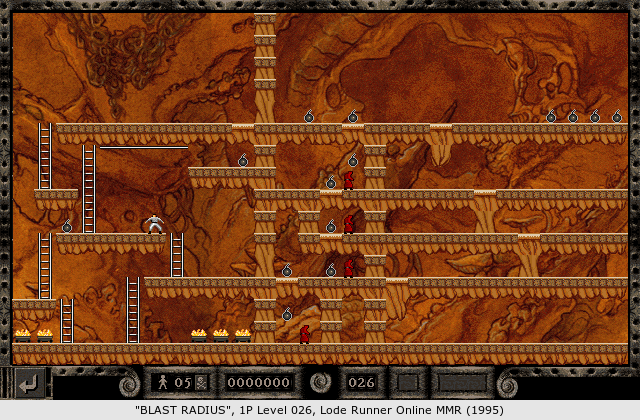 05 0000000 026
"BLAST RADIUS", 1P Level 026, Lode Runner Online MMR (1995)